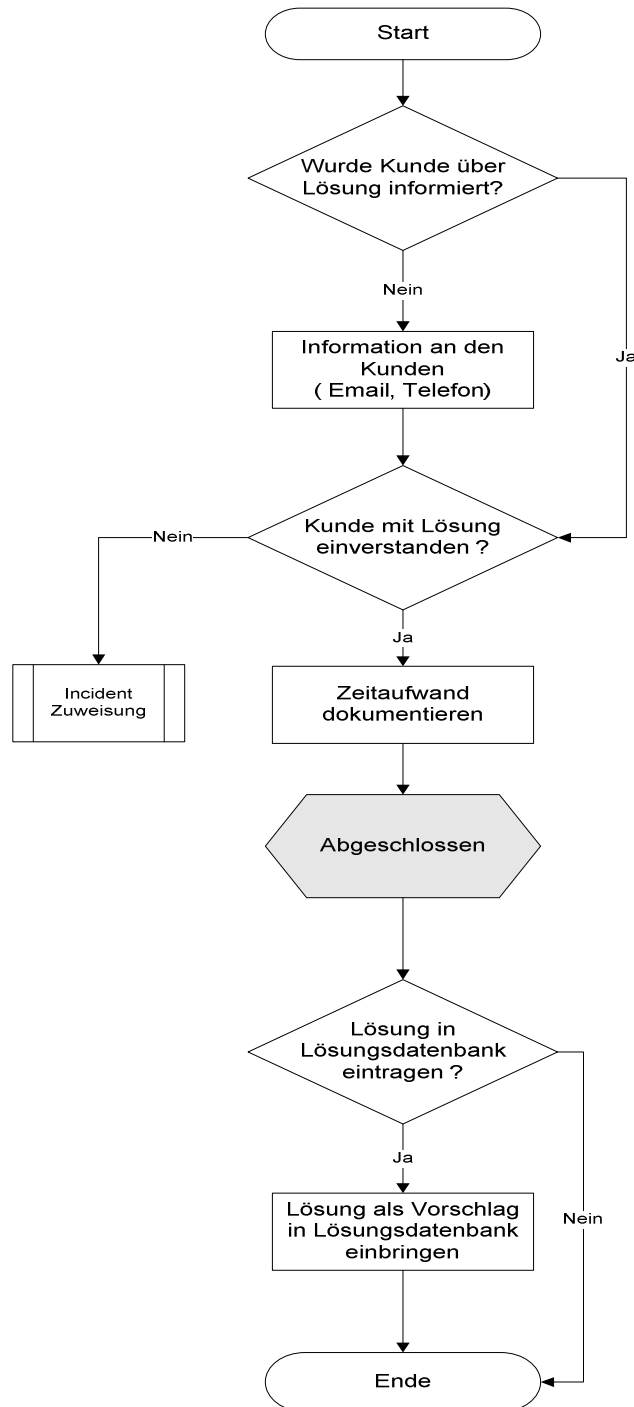 Start
Wurde Kunde über
Lösung informiert?
Nein
Ja
Information an den
Kunden
( Email, Telefon)
Kunde mit Lösung
einverstanden ?
Nein
Ja
Incident
Zuweisung
Zeitaufwand
dokumentieren
Abgeschlossen
Lösung in
Lösungsdatenbank
eintragen ?
Ja
Nein
Lösung als Vorschlag
in Lösungsdatenbank
einbringen
Ende